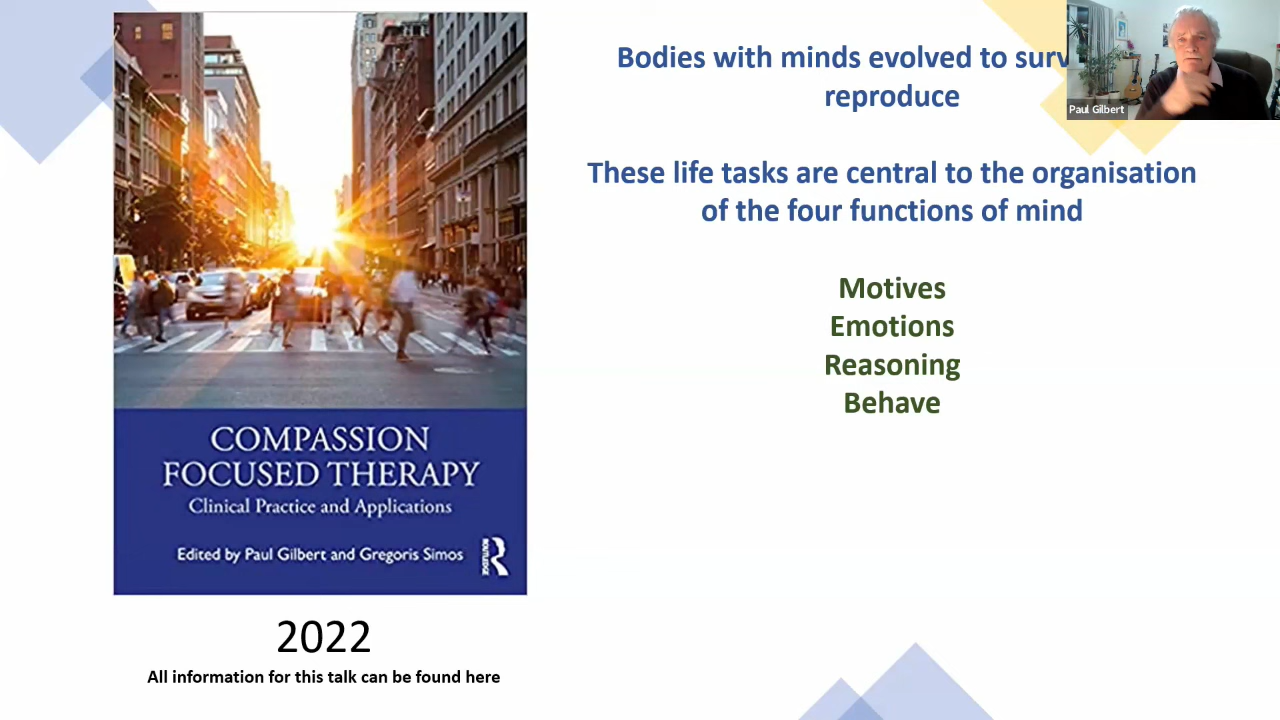 COMPASSION
FOCUSED THERAPY
Clinical Practice and Applications
Edited by Paul Gilbert and Gregoris Simos
ROUTLEDGE
2022
All information for this talk can be found here
Bodies with minds evolved to
reproduce
These life tasks are central to the organisation
of the four functions of mind
Motives
Emotions
Reasoning
Behave
Paul Gilbert